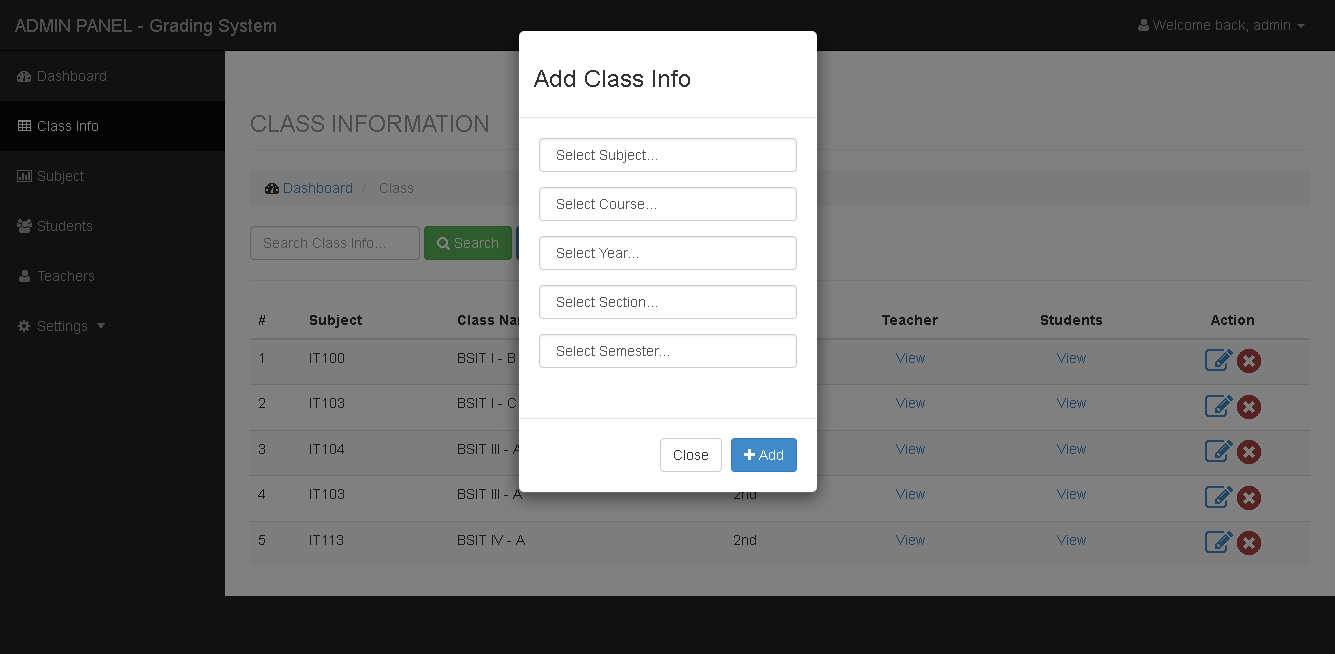 ADMIN PANEL - Grading System
Welcome back, admin
Dashboard
Class Info
Subject
Students
Teachers
Settings
CLASS INFORMATION
Dashboard / Class
Search Class Info... Search
# Subject Class Teacher Students Action
1 IT100 BSIT I - B View View
2 IT103 BSIT I - C View View
3 IT104 BSIT III - A View View
4 IT103 BSIT III - A 2nd View View
5 IT113 BSIT IV - A 2nd View View
Add Class Info
Select Subject...
Select Course...
Select Year...
Select Section...
Select Semester...
Close Add